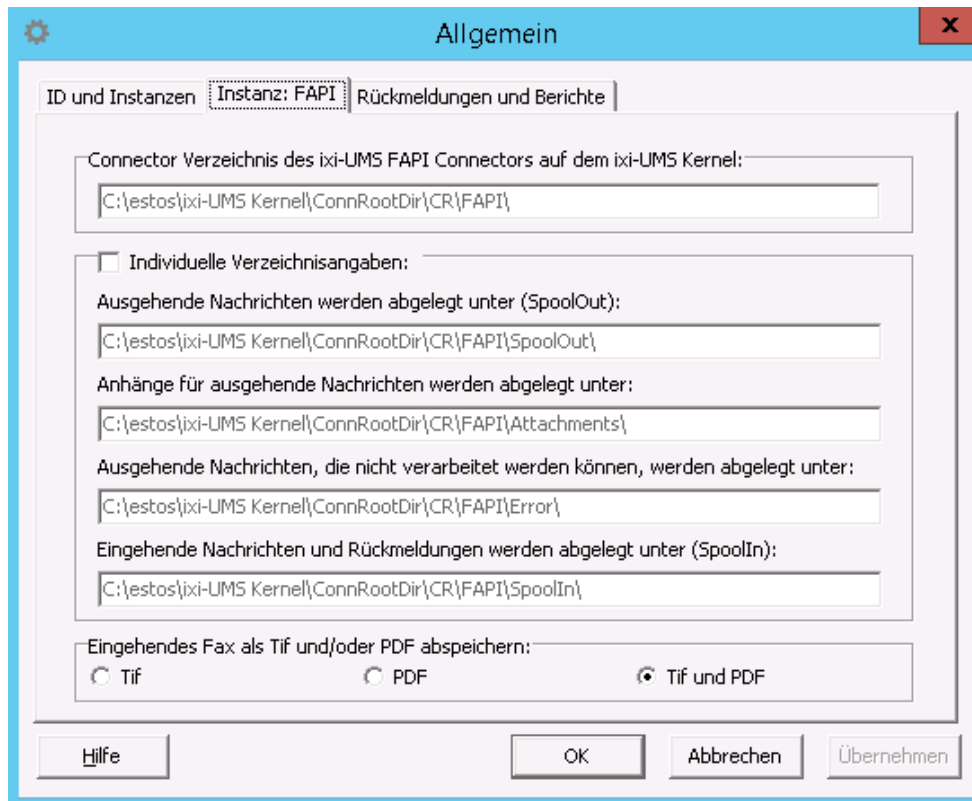 Allgemein
x
ID und Instanzen Instanz: FAPI Rückmeldungen und Berichte
Connector Verzeichnis des ixi-UMS FAPI Connectors auf dem ixi-UMS Kernel:
C:\estos\ixi-UMS Kernel\ConnRootDir\CR\FAPI\
Individuelle Verzeichnisangaben:
Ausgehende Nachrichten werden abgelegt unter (SpoolOut):
C:\estos\ixi-UMS Kernel\ConnRootDir\CR\FAPI\SpoolOut\
Anhänge für ausgehende Nachrichten werden abgelegt unter:
C:\estos\ixi-UMS Kernel\ConnRootDir\CR\FAPI\Attachments\
Ausgehende Nachrichten, die nicht verarbeitet werden können, werden abgelegt unter:
C:\estos\ixi-UMS Kernel\ConnRootDir\CR\FAPI\Error\
Eingehende Nachrichten und Rückmeldungen werden abgelegt unter (SpoolIn):
C:\estos\ixi-UMS Kernel\ConnRootDir\CR\FAPI\SpoolIn\
Eingehendes Fax als Tif und/oder PDF abspeichern:
Tif PDF Tif und PDF
Hilfe OK Abbrechen Übernehmen